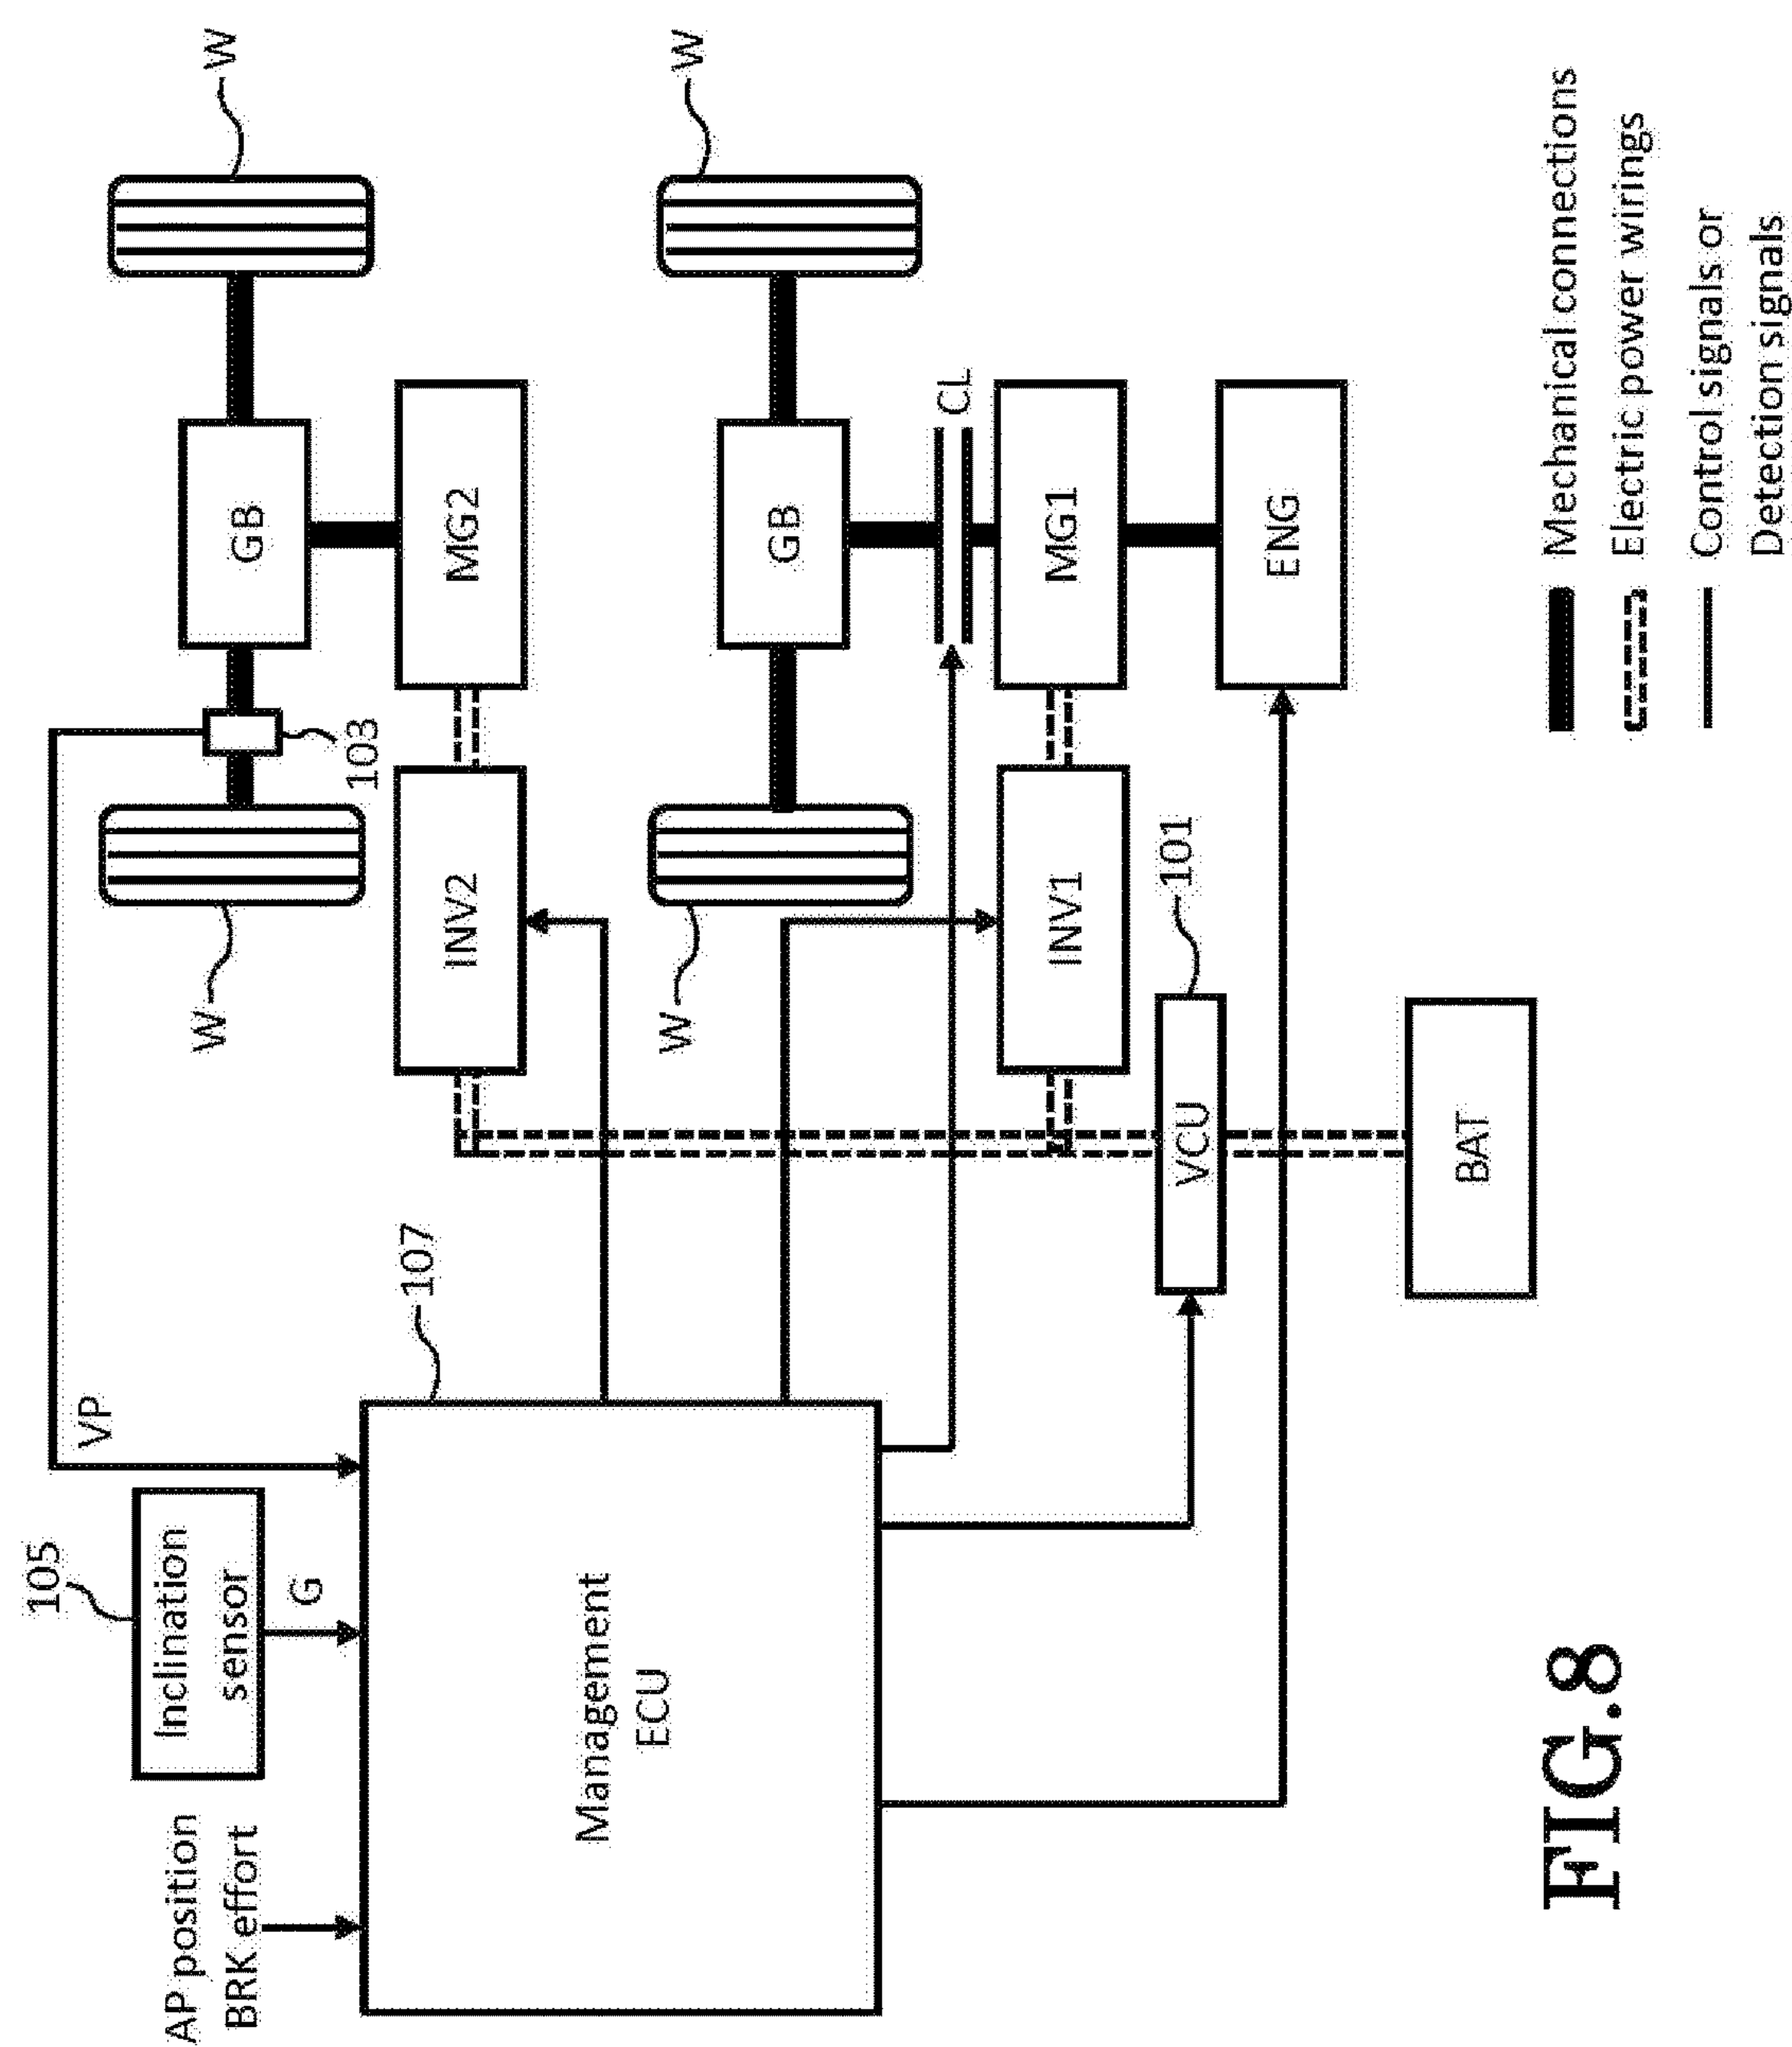 AP position
BRK effort
105
Inclination
sensor
G
VP
107
Management
ECU
W
103
GB
W
INV2
MG2
W
GB
W
CL
INV1
MG1
101
VCU
ENG
BAT
Mechanical connections
Electric power wirings
Control signals or
Detection signals
FIG.8